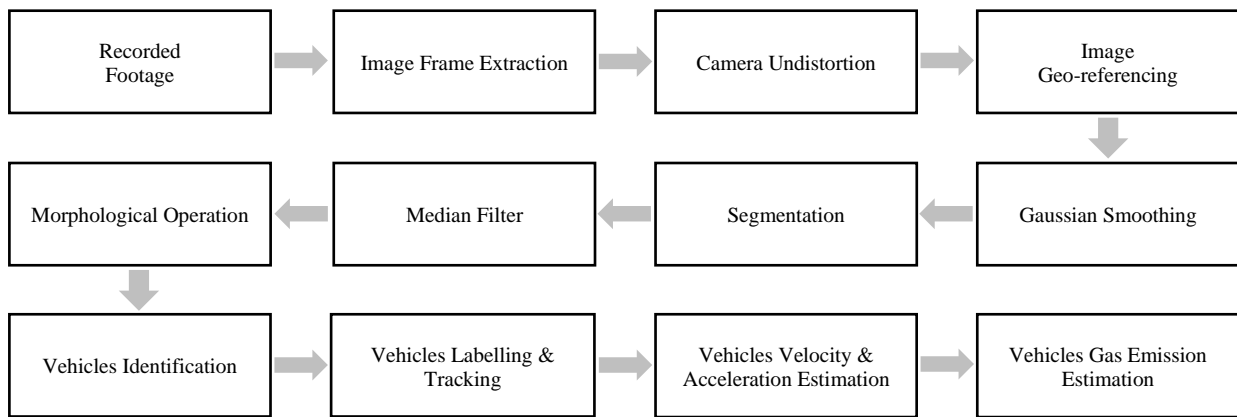 Recorded
Footage
Image Frame Extraction
Camera Undistortion
Image
Geo-referencing
Gaussian Smoothing
Segmentation
Median Filter
Morphological Operation
Vehicles Identification
Vehicles Labelling &
Tracking
Vehicles Velocity &
Acceleration Estimation
Vehicles Gas Emission
Estimation